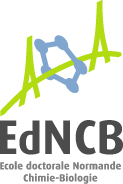 EdNCB
Ecole doctorale Normande
Chimie-Biologie